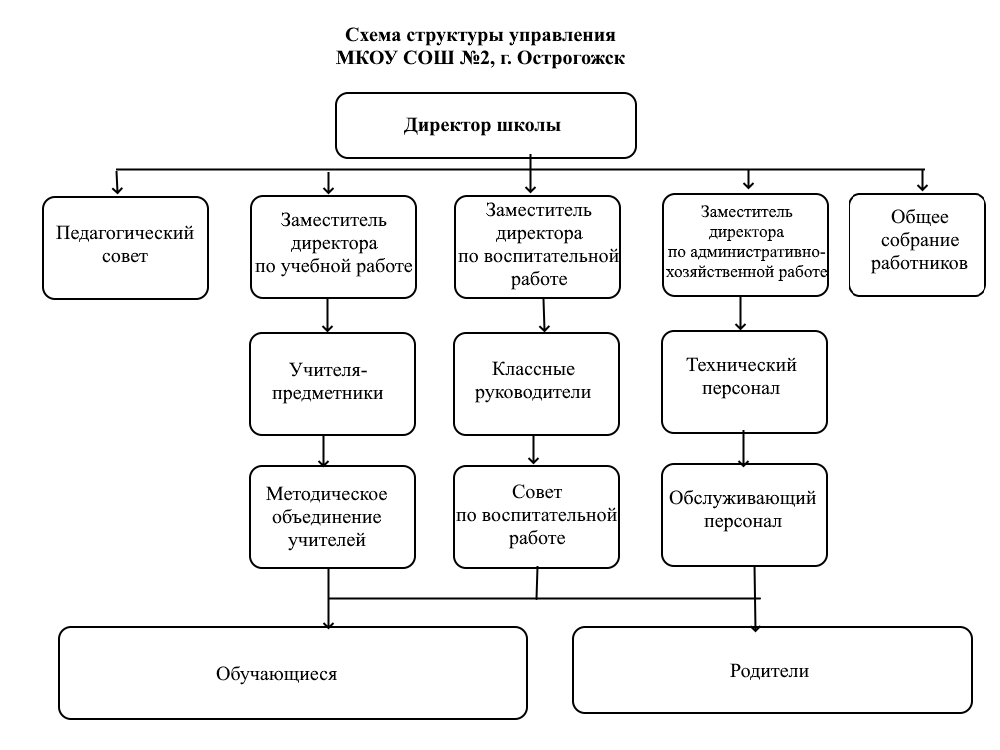 Схема структуры управления
МКОУ СОШ №2, г. Острогожск
Директор школы
Педагогический
совет
Заместитель
директора
по учебной работе
Заместитель
директора
по воспитательной
работе
Заместитель
директора
по административно-
хозяйственной работе
Общее
собрание
работников
Учителя-
предметники
Классные
руководители
Технический
персонал
Методическое
объединение
учителей
Совет
по воспитательной
работе
Обслуживающий
персонал
Обучающиеся
Родители